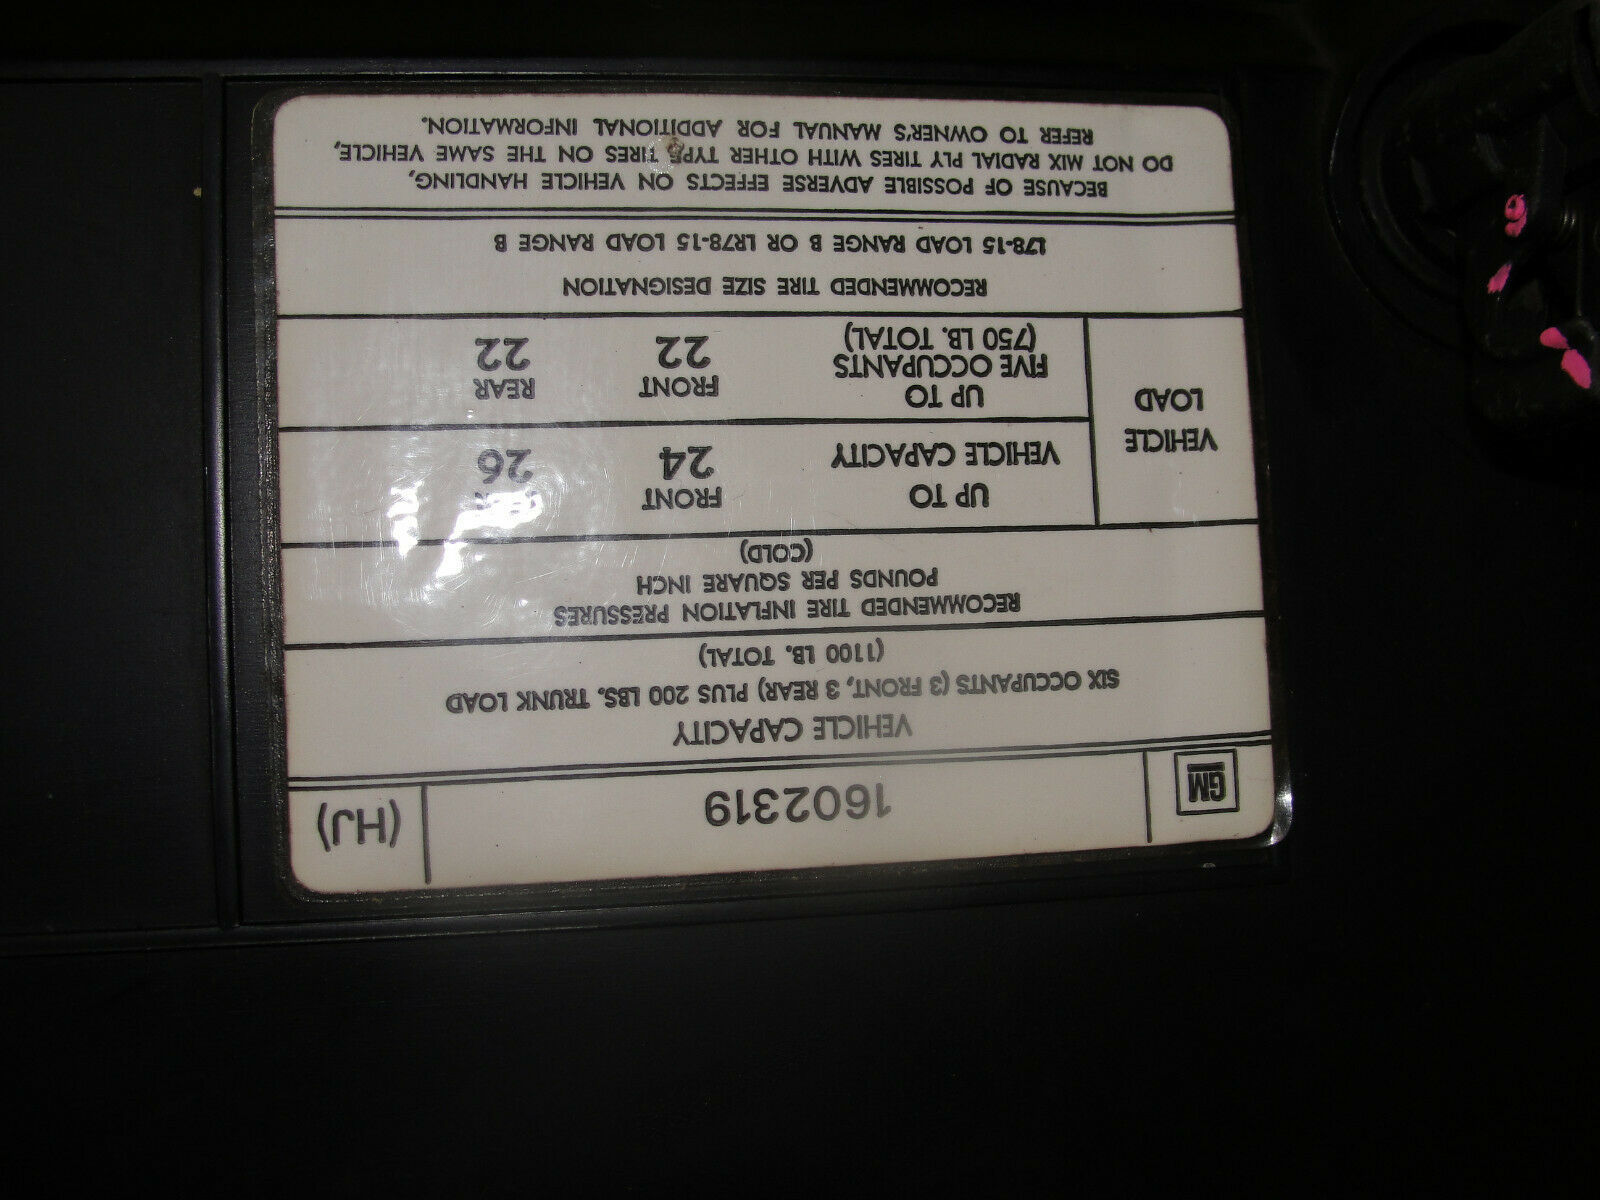 GM 1602319 (HJ)
VEHICLE CAPACITY
SIX OCCUPANTS (3 FRONT, 3 REAR) PLUS 200 LBS. TRUNK LOAD
(1100 LB. TOTAL)
RECOMMENDED TIRE INFLATION PRESSURES
POUNDS PER SQUARE INCH
(COLD)
VEHICLE
LOAD
UP TO FRONT
VEHICLE CAPACITY 24 26
UP TO FRONT REAR
FIVE OCCUPANTS 22 22
(750 LB. TOTAL)
RECOMMENDED TIRE SIZE DESIGNATION
L78-15 LOAD RANGE B OR LR78-15 LOAD RANGE B
BECAUSE OF POSSIBLE ADVERSE EFFECTS ON VEHICLE HANDLING,
DO NOT MIX RADIAL PLY TIRES WITH OTHER TYPE TIRES ON THE SAME VEHICLE,
REFER TO OWNER'S MANUAL FOR ADDITIONAL INFORMATION.